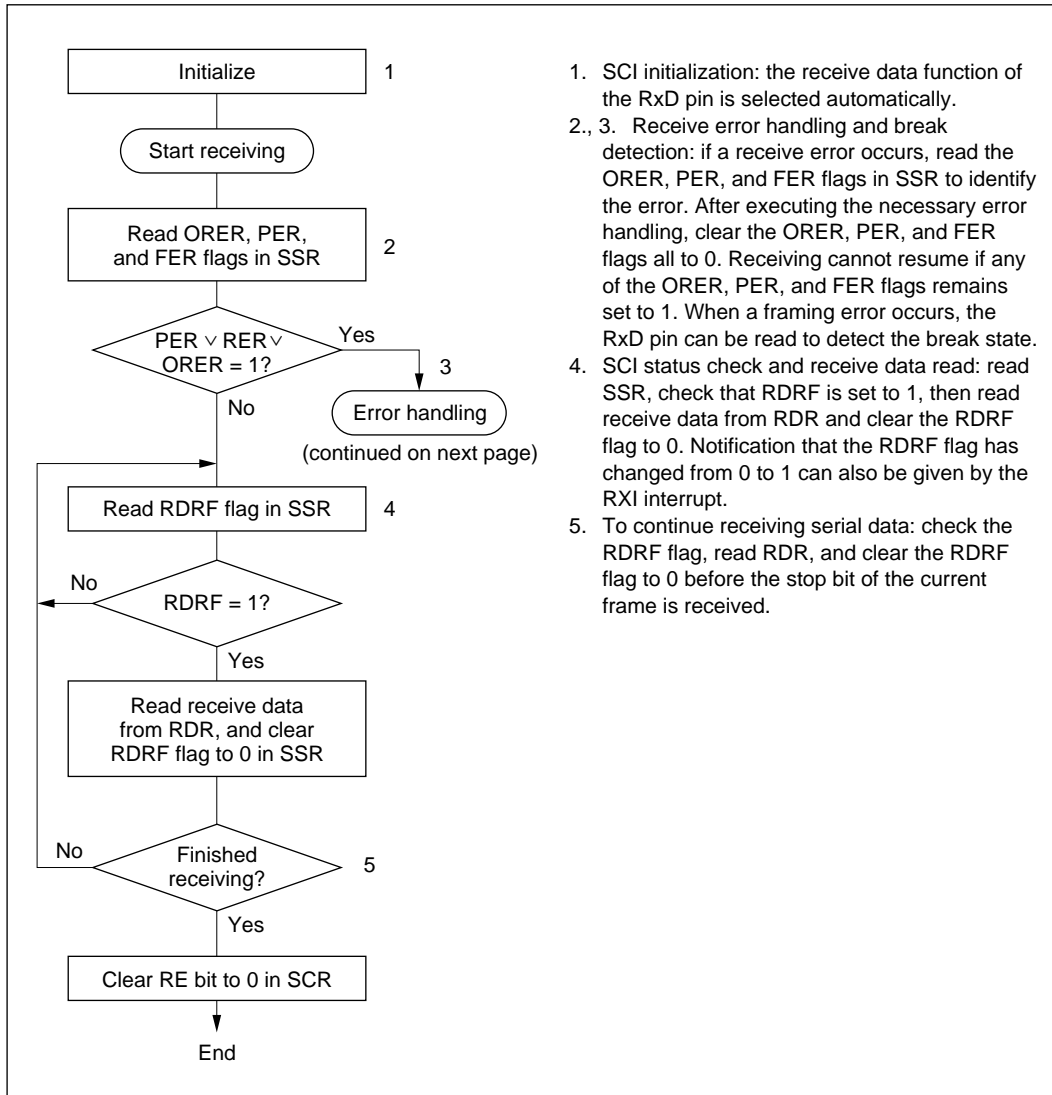 Initialize
1
Start receiving
Read ORER, PER,
and FER flags in SSR
2
PER ∨ RER ∨
ORER = 1?
Yes
3
No
Error handling
(continued on next page)
Read RDRF flag in SSR
4
No
RDRF = 1?
Yes
Read receive data
from RDR, and clear
RDRF flag to 0 in SSR
No
Finished
receiving?
5
Yes
Clear RE bit to 0 in SCR
End
1. SCI initialization: the receive data function of
the RxD pin is selected automatically.
2., 3. Receive error handling and break
detection: if a receive error occurs, read the
ORER, PER, and FER flags in SSR to identify
the error. After executing the necessary error
handling, clear the ORER, PER, and FER
flags all to 0. Receiving cannot resume if any
of the ORER, PER, and FER flags remains
set to 1. When a framing error occurs, the
RxD pin can be read to detect the break state.
4. SCI status check and receive data read: read
SSR, check that RDRF is set to 1, then read
receive data from RDR and clear the RDRF
flag to 0. Notification that the RDRF flag has
changed from 0 to 1 can also be given by the
RXI interrupt.
5. To continue receiving serial data: check the
RDRF flag, read RDR, and clear the RDRF
flag to 0 before the stop bit of the current
frame is received.